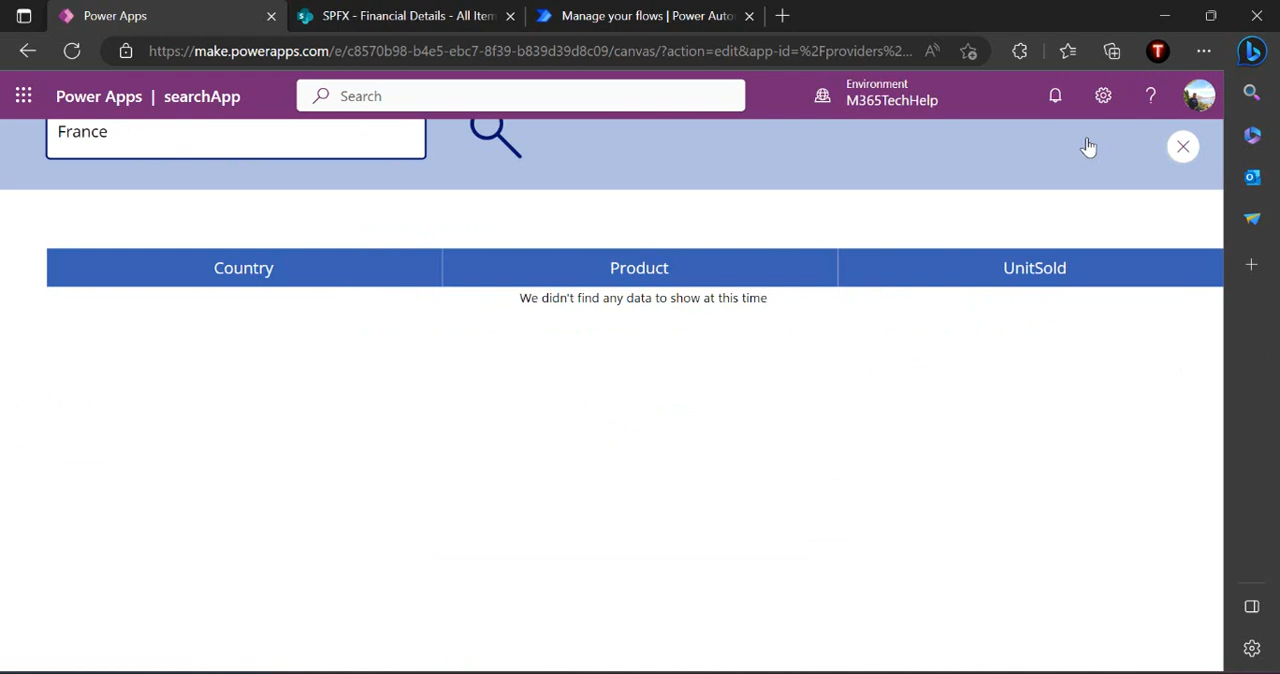 Power Apps
SPFX - Financial Details - All Item
Manage your flows | Power Auto
https://make.powerapps.com/e/c8570b98-b4e5-ebc7-8f39-b839d39d8c09/canvas/?action=edit&app-id=%2Fproviders%2...
Power Apps | searchApp
Search
Environment
M365TechHelp
France
Country
Product
UnitSold
We didn't find any data to show at this time